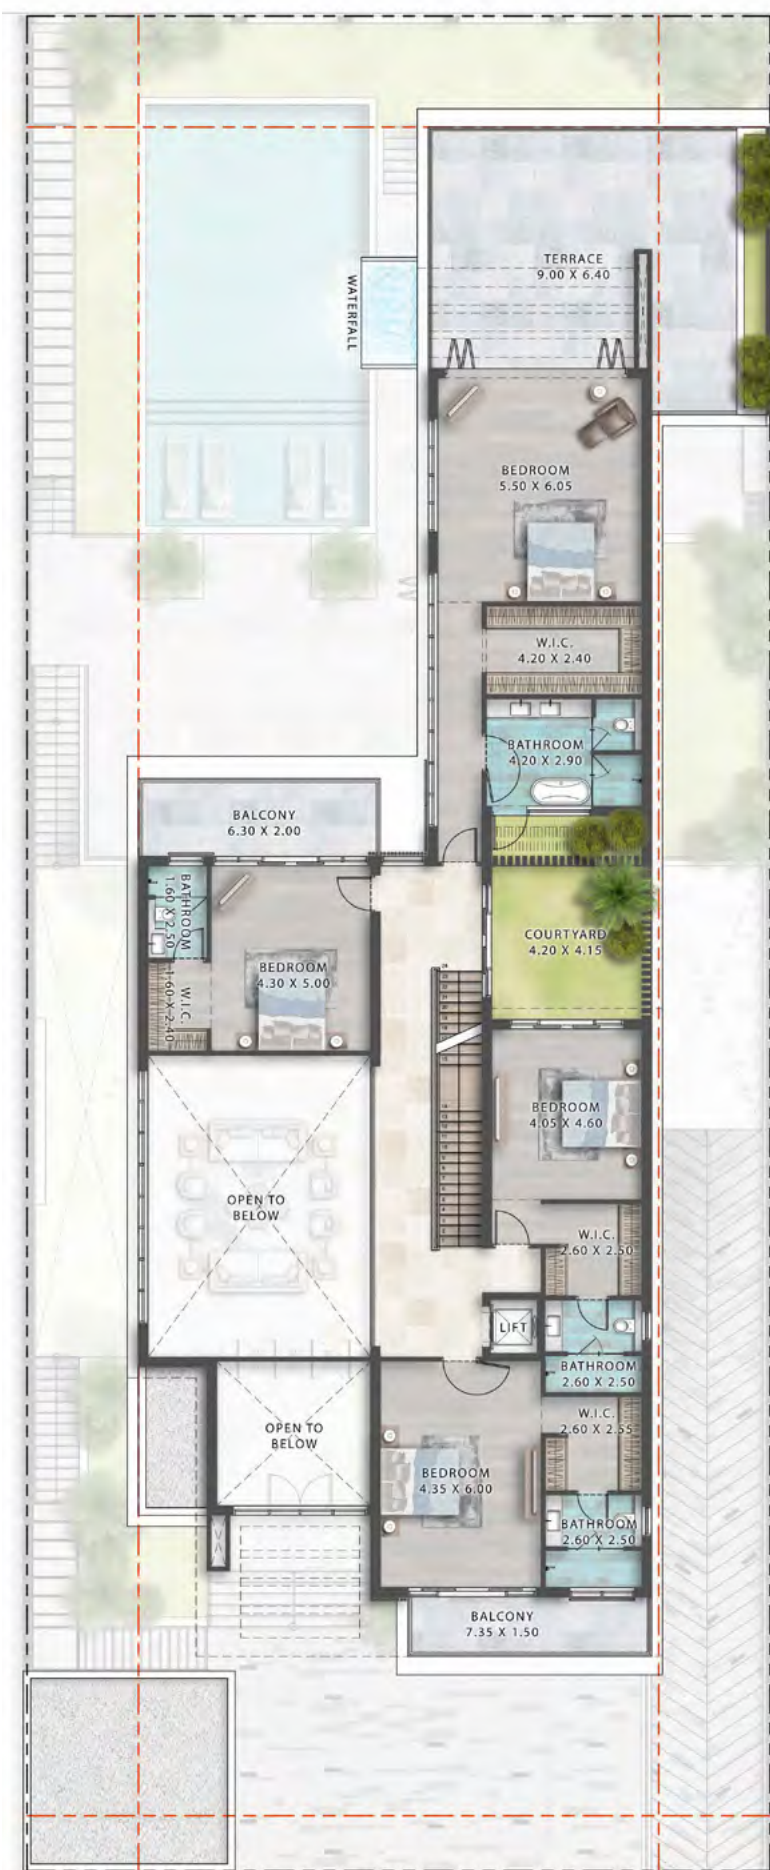 TERRACE
9.00 X 6.40
WATERFALL
BEDROOM
5.50 X 6.05
W.I.C.
4.20 X 2.40
BATHROOM
4.20 X 2.90
BALCONY
6.30 X 2.00
BATHROOM
1.60 X 2.50
W.I.C.
1.60 X 2.40
BEDROOM
4.30 X 5.00
COURTYARD
4.20 X 4.15
BEDROOM
4.05 X 4.60
OPEN TO
BELOW
W.I.C.
2.60 X 2.50
LIFT
BATHROOM
2.60 X 2.50
OPEN TO
BELOW
W.I.C.
2.60 X 2.55
BEDROOM
4.35 X 6.00
BATHROOM
2.60 X 2.50
BALCONY
7.35 X 1.50